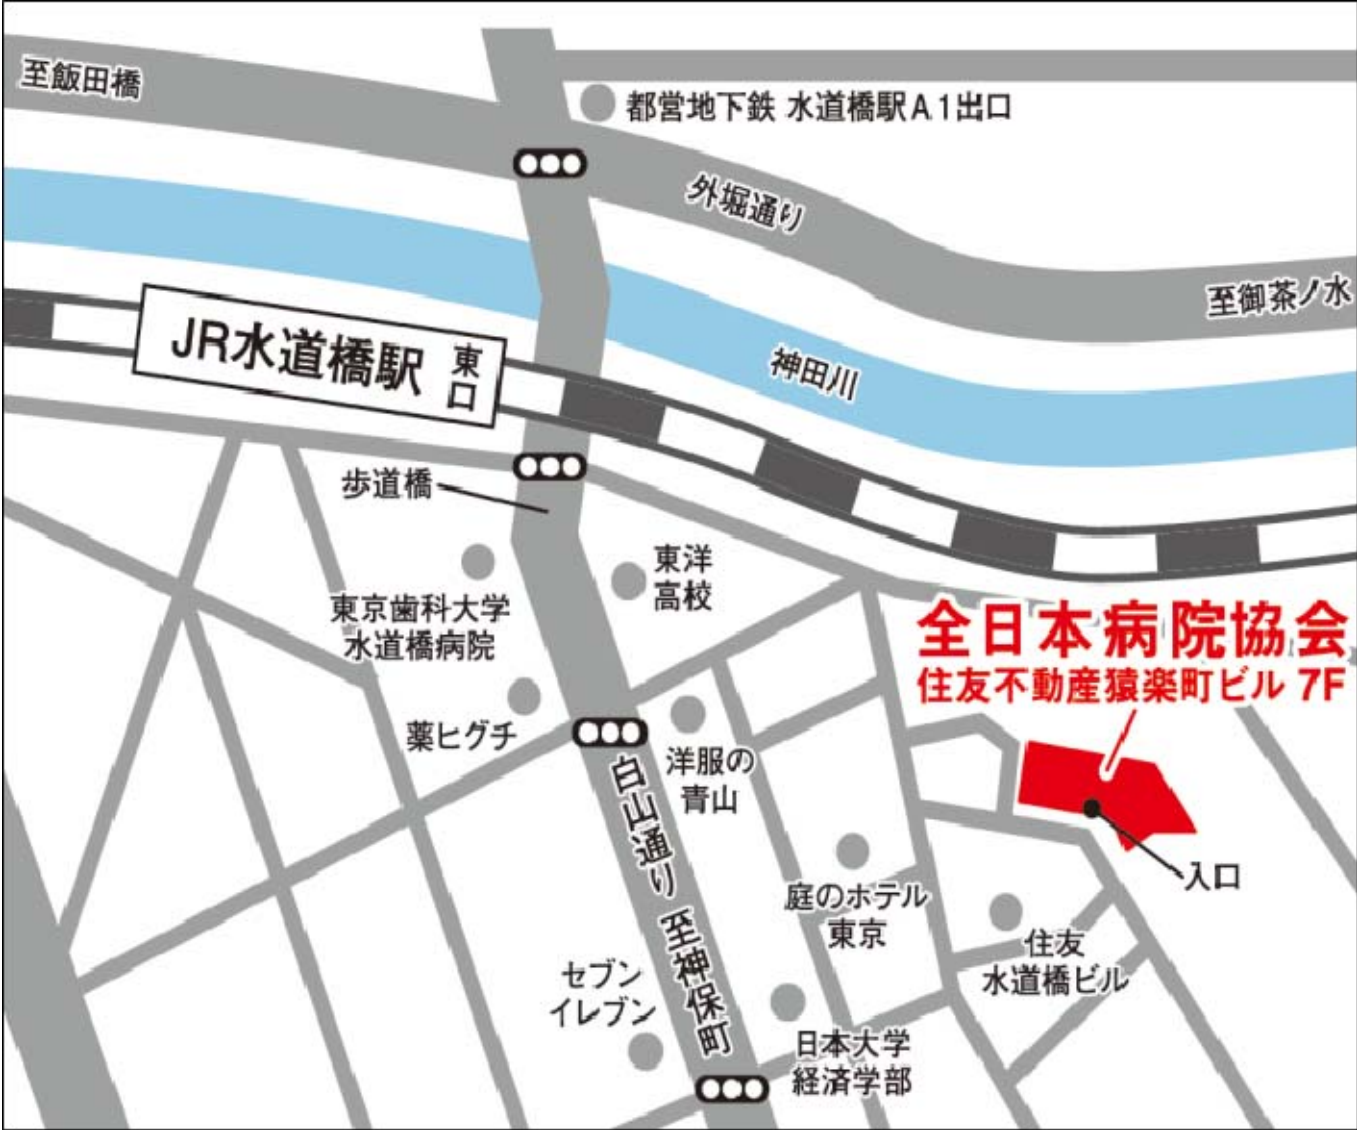 至飯田橋
都営地下鉄 水道橋駅A1出口
外堀通り
至御茶ノ水
JR水道橋駅
東口
神田川
歩道橋
東洋
高校
東京歯科大学
水道橋病院
全日本病院協会
住友不動産猿楽町ビル 7F
薬ヒグチ
洋服の
青山
白山通り 至神保町
入口
庭のホテル
東京
住友
水道橋ビル
セブン
イレブン
日本大学
経済学部